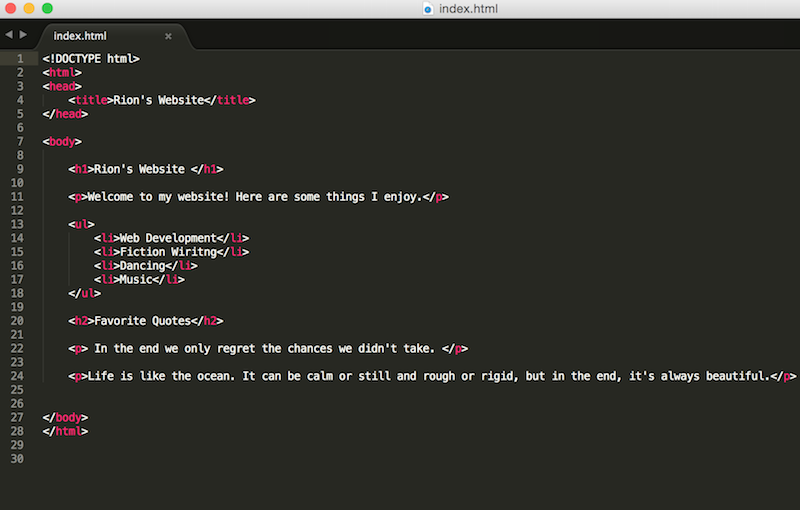 index.html
index.html ×
1 <!DOCTYPE html>
2 <html>
3 <head>
4     <title>Rion's Website</title>
5 </head>
6
7 <body>
8
9     <h1>Rion's Website </h1>
10
11     <p>Welcome to my website! Here are some things I enjoy.</p>
12
13     <ul>
14         <li>Web Development</li>
15         <li>Fiction Wiritng</li>
16         <li>Dancing</li>
17         <li>Music</li>
18     </ul>
19
20     <h2>Favorite Quotes</h2>
21
22     <p> In the end we only regret the chances we didn't take. </p>
23
24     <p>Life is like the ocean. It can be calm or still and rough or rigid, but in the end, it's always beautiful.</p>
25
26
27 </body>
28 </html>
29
30